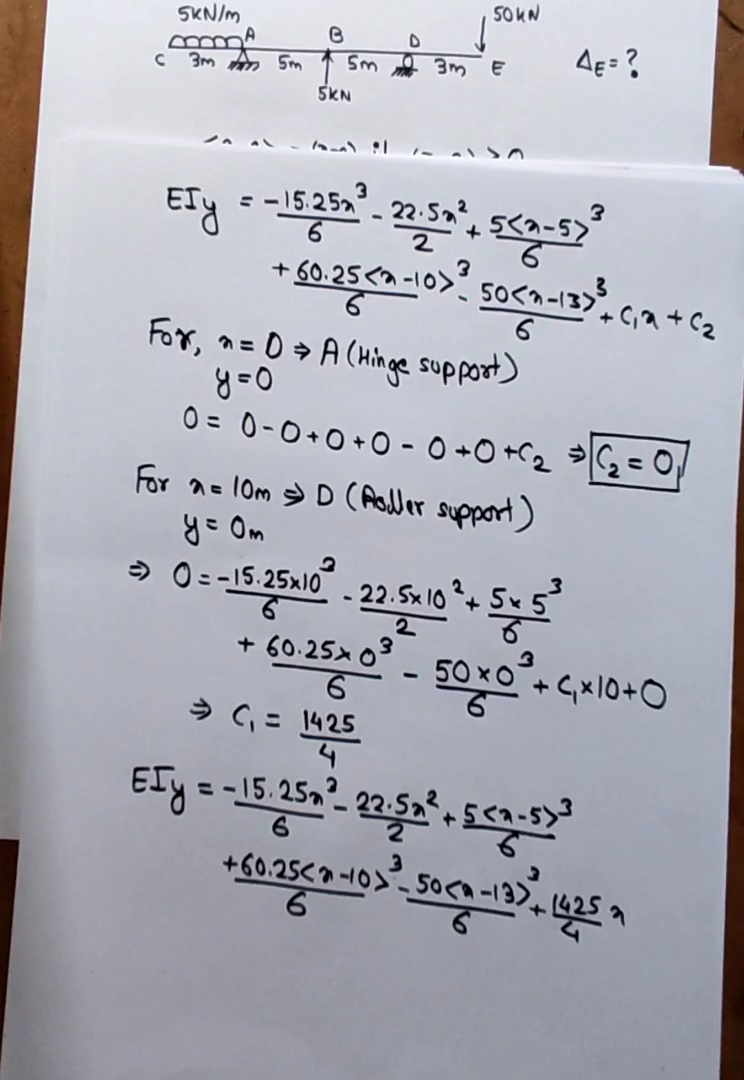 5kN/m
50kN
A
B
D
C
3m
5m
5m
3m
E
Δ_E = ?
5kN
EIy = -15.25x³/6 - 22.5x²/2 + 5<x-5>³/6
+ 60.25<x-10>³/6 - 50<x-13>³/6 + C₁x + C₂
For, x = 0 ⇒ A (Hinge support)
y = 0
0 = 0 - 0 + 0 + 0 - 0 + 0 + C₂ ⇒ C₂ = 0
For x = 10m ⇒ D (Roller support)
y = 0m
⇒ 0 = -15.25×10³/6 - 22.5×10²/2 + 5×5³/6
+ 60.25×0³/6 - 50×0³/6 + C₁×10 + 0
⇒ C₁ = 1425/4
EIy = -15.25x³/6 - 22.5x²/2 + 5<x-5>³/6
+60.25<x-10>³/6 - 50<x-13>³/6 + 1425/4 x